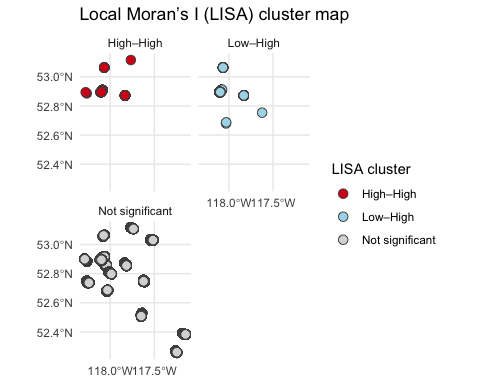 Local Moran's I (LISA) cluster map
High–High
Low–High
53.0°N
52.8°N
52.6°N
52.4°N
118.0°W117.5°W
LISA cluster
High–High
Low–High
Not significant
Not significant
53.0°N
52.8°N
52.6°N
52.4°N
118.0°W117.5°W